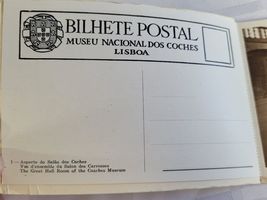 BILHETE POSTAL
MUSEU NACIONAL DOS COCHES
LISBOA
1 — Aspecto do Salão dos Coches
Vue d'ensemble du Salon des Carrosses
The Great Hall Room of the Coaches Museum